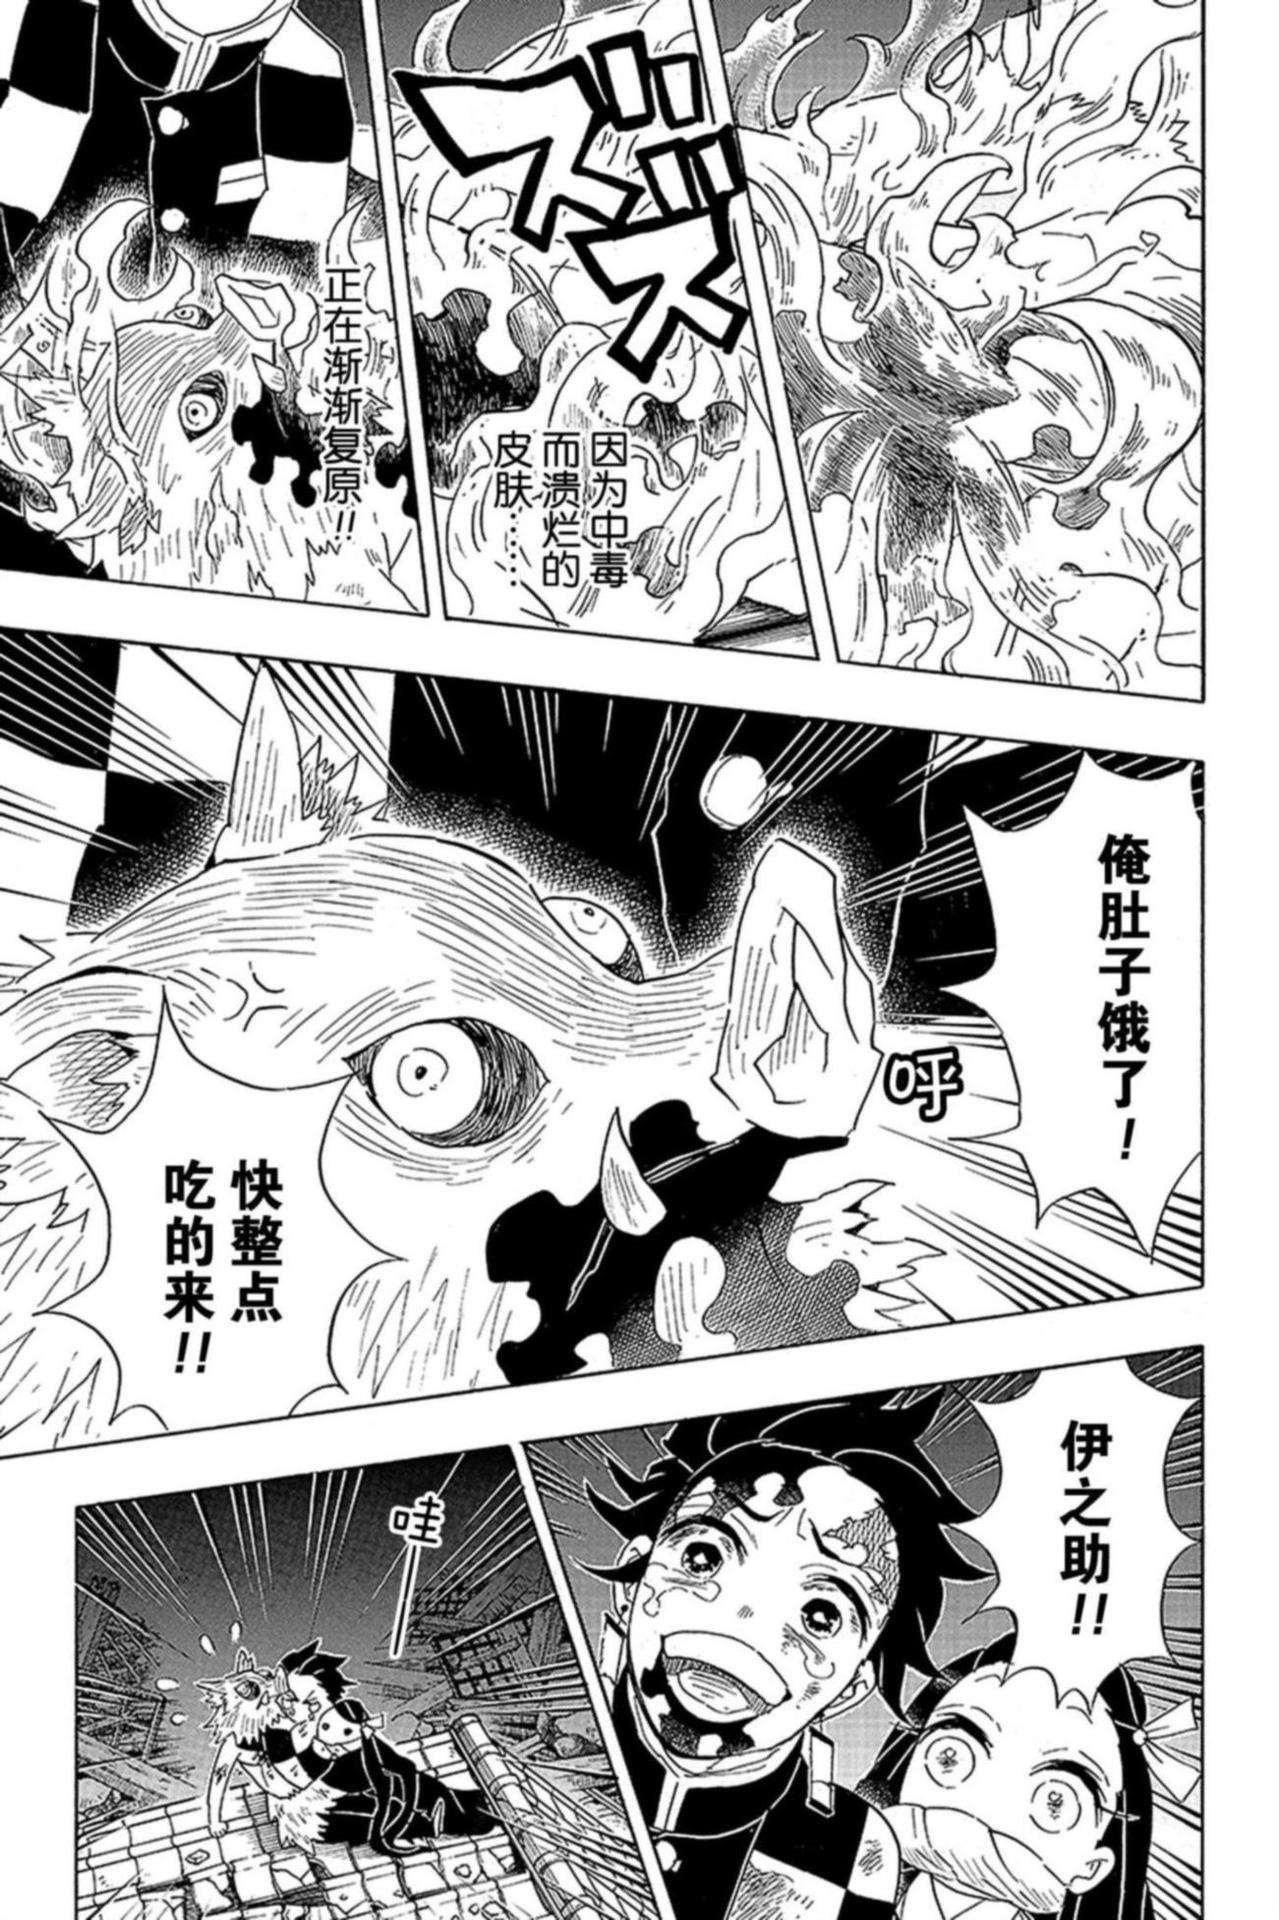 ズズズ
因为中毒
而溃烂的
皮肤……
正在渐渐复原!!
俺肚子饿了!
呼
快整点
吃的来!!
伊之助!!
哇